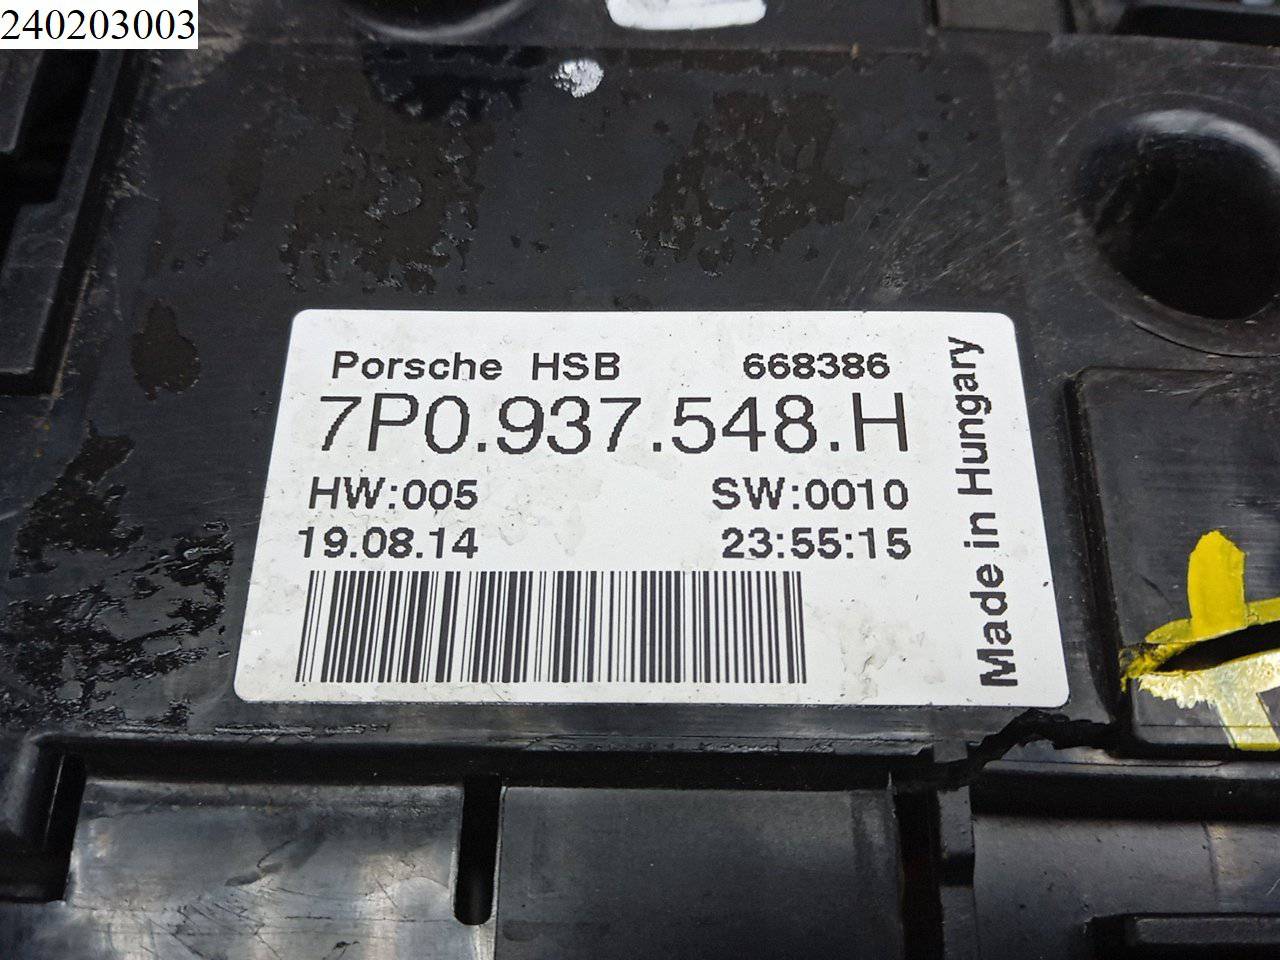 240203003
Porsche HSB 668386
7P0.937.548.H
HW:005 SW:0010
19.08.14 23:55:15
Made in Hungary